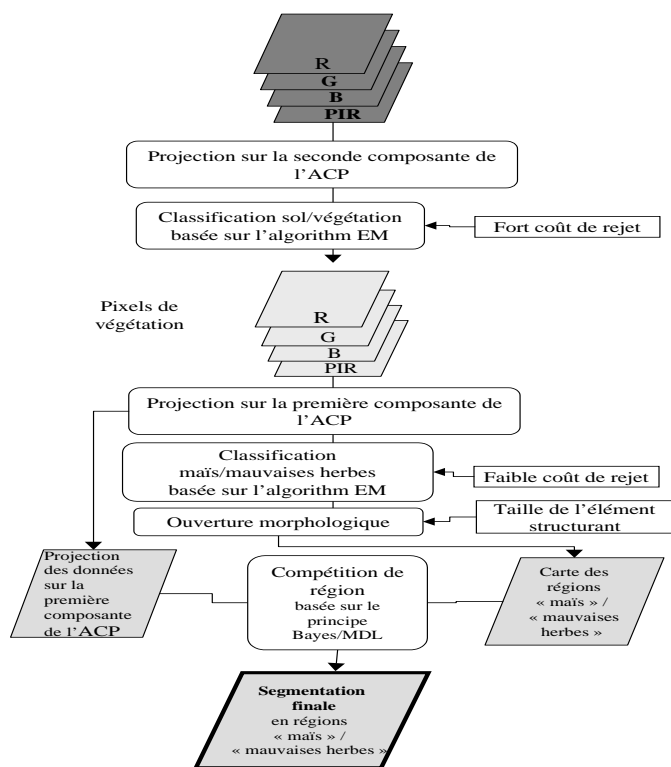 R
G
B
PIR
Projection sur la seconde composante de
l'ACP
Classification sol/végétation
basée sur l'algorithm EM
Fort coût de rejet
Pixels de
végétation
R
G
B
PIR
Projection sur la première composante de
l'ACP
Classification
maïs/mauvaises herbes
basée sur l'algorithm EM
Faible coût de rejet
Ouverture morphologique
Taille de l'élément
structurant
Projection
des données
sur la
première
composante
de l'ACP
Compétition de
région
basée sur le
principe
Bayes/MDL
Carte des
régions
« maïs » /
« mauvaises
herbes »
Segmentation
finale
en régions
« maïs » /
« mauvaises herbes »